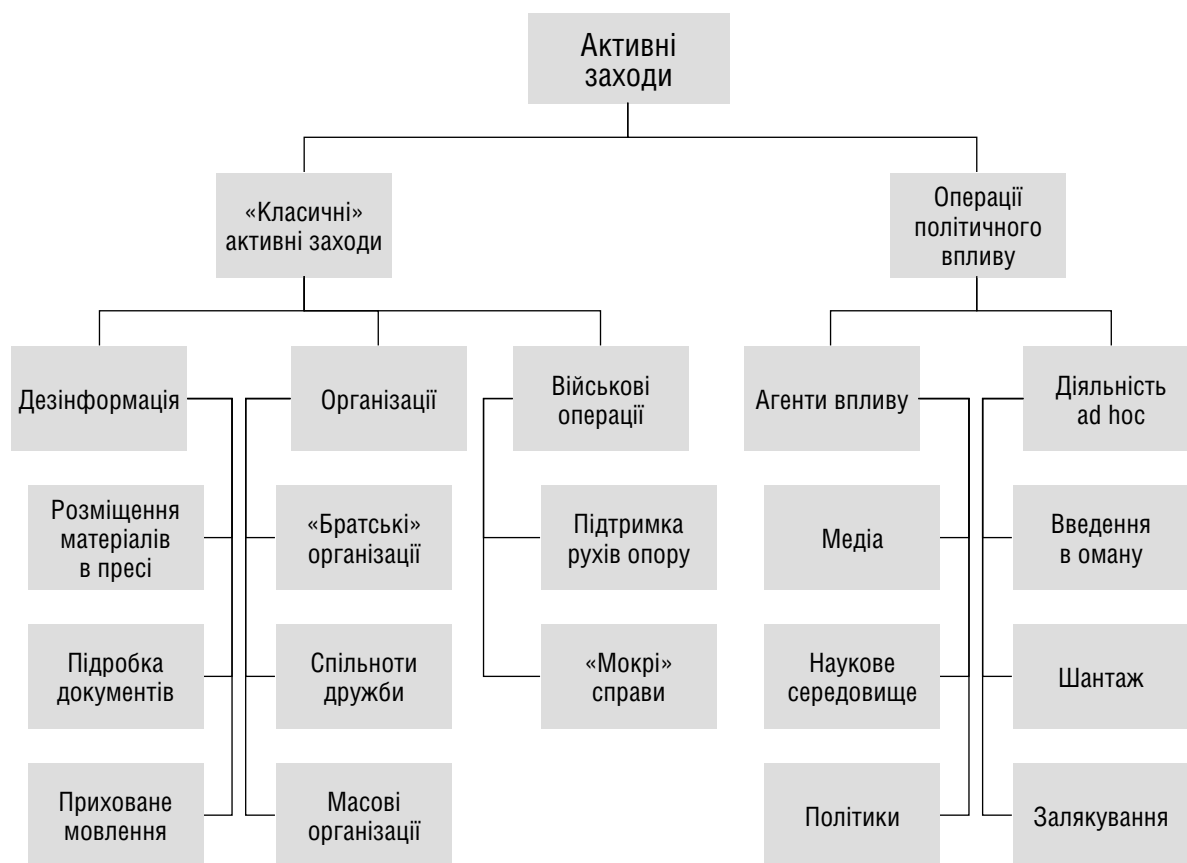 Активні
заходи
«Класичні»
активні заходи
Операції
політичного
впливу
Дезінформація
Організації
Військові
операції
Агенти впливу
Діяльність
ad hoc
Розміщення
матеріалів
в пресі
«Братські»
організації
Підтримка
рухів опору
Медіа
Введення
в оману
Підробка
документів
Спільноти
дружби
«Мокрі»
справи
Наукове
середовище
Шантаж
Приховане
мовлення
Масові
організації
Політики
Залякування